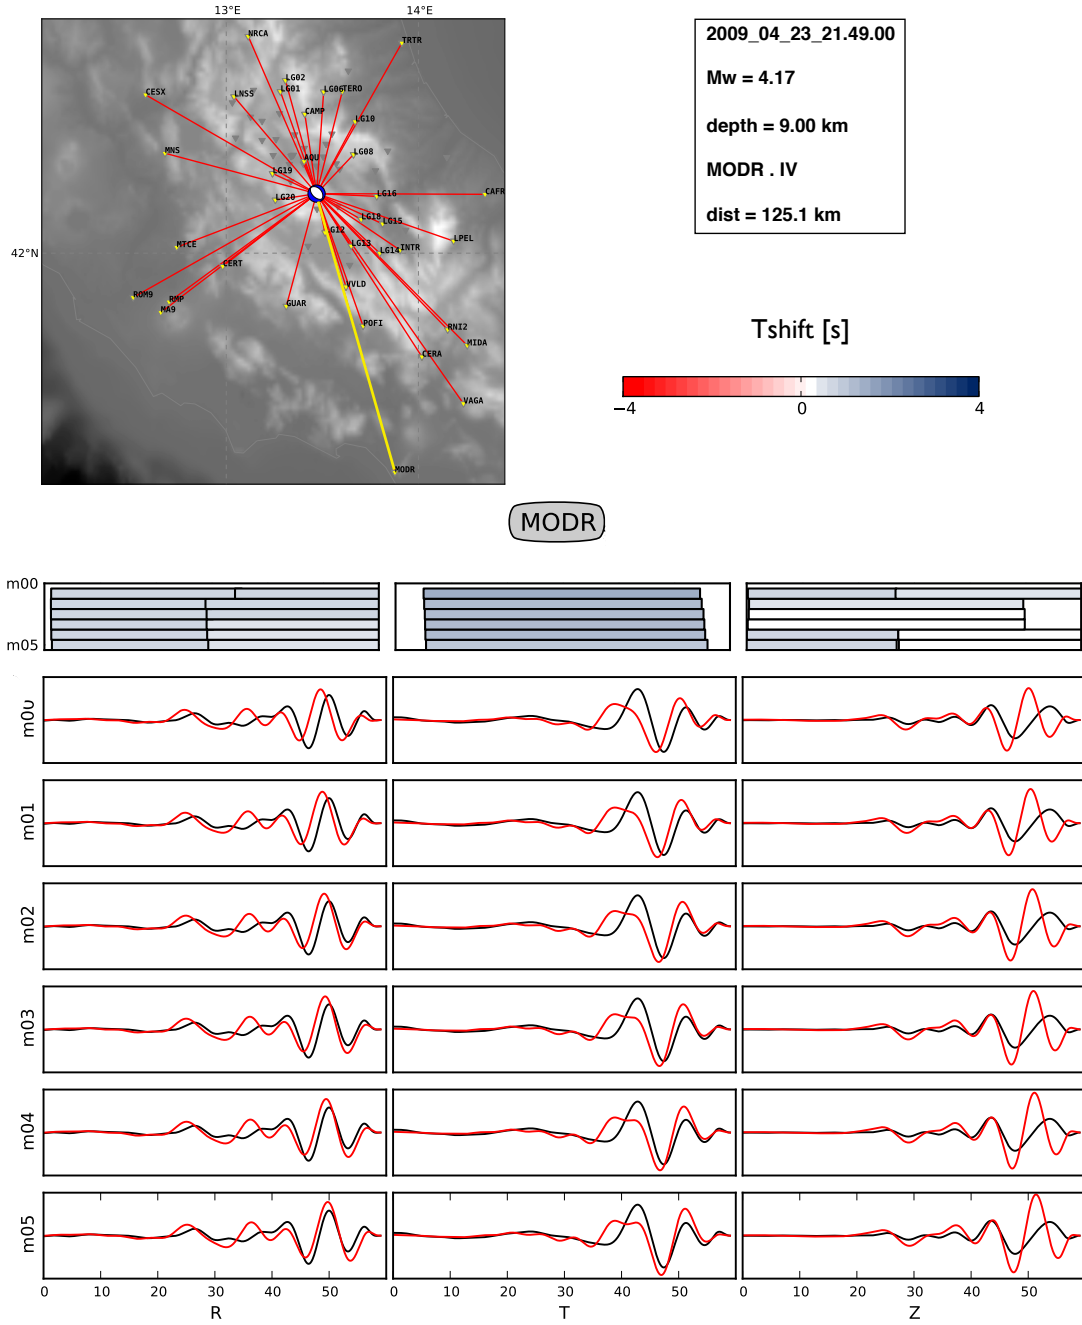 13°E 14°E
NRCA
TRTR
LG02
LG01
CESX
LNSS
LG06
TERO
CAMP
LG10
MNS
AQU
LG08
LG19
LG20
LG16
CAFR
LG18
LG15
G12
LPEL
MTCE
LG13
LG14
INTR
42°N
CERT
VVLD
ROM9
RMP
MA9
GUAR
POFI
RNI2
MIDA
CERA
VAGA
MODR
2009_04_23_21.49.00
Mw = 4.17
depth = 9.00 km
MODR . IV
dist = 125.1 km
Tshift [s]
−4 0 4
MODR
m00
m05
m00
m01
m02
m03
m04
m05
0 10 20 30 40 50
0 10 20 30 40 50
0 10 20 30 40 50
R T Z